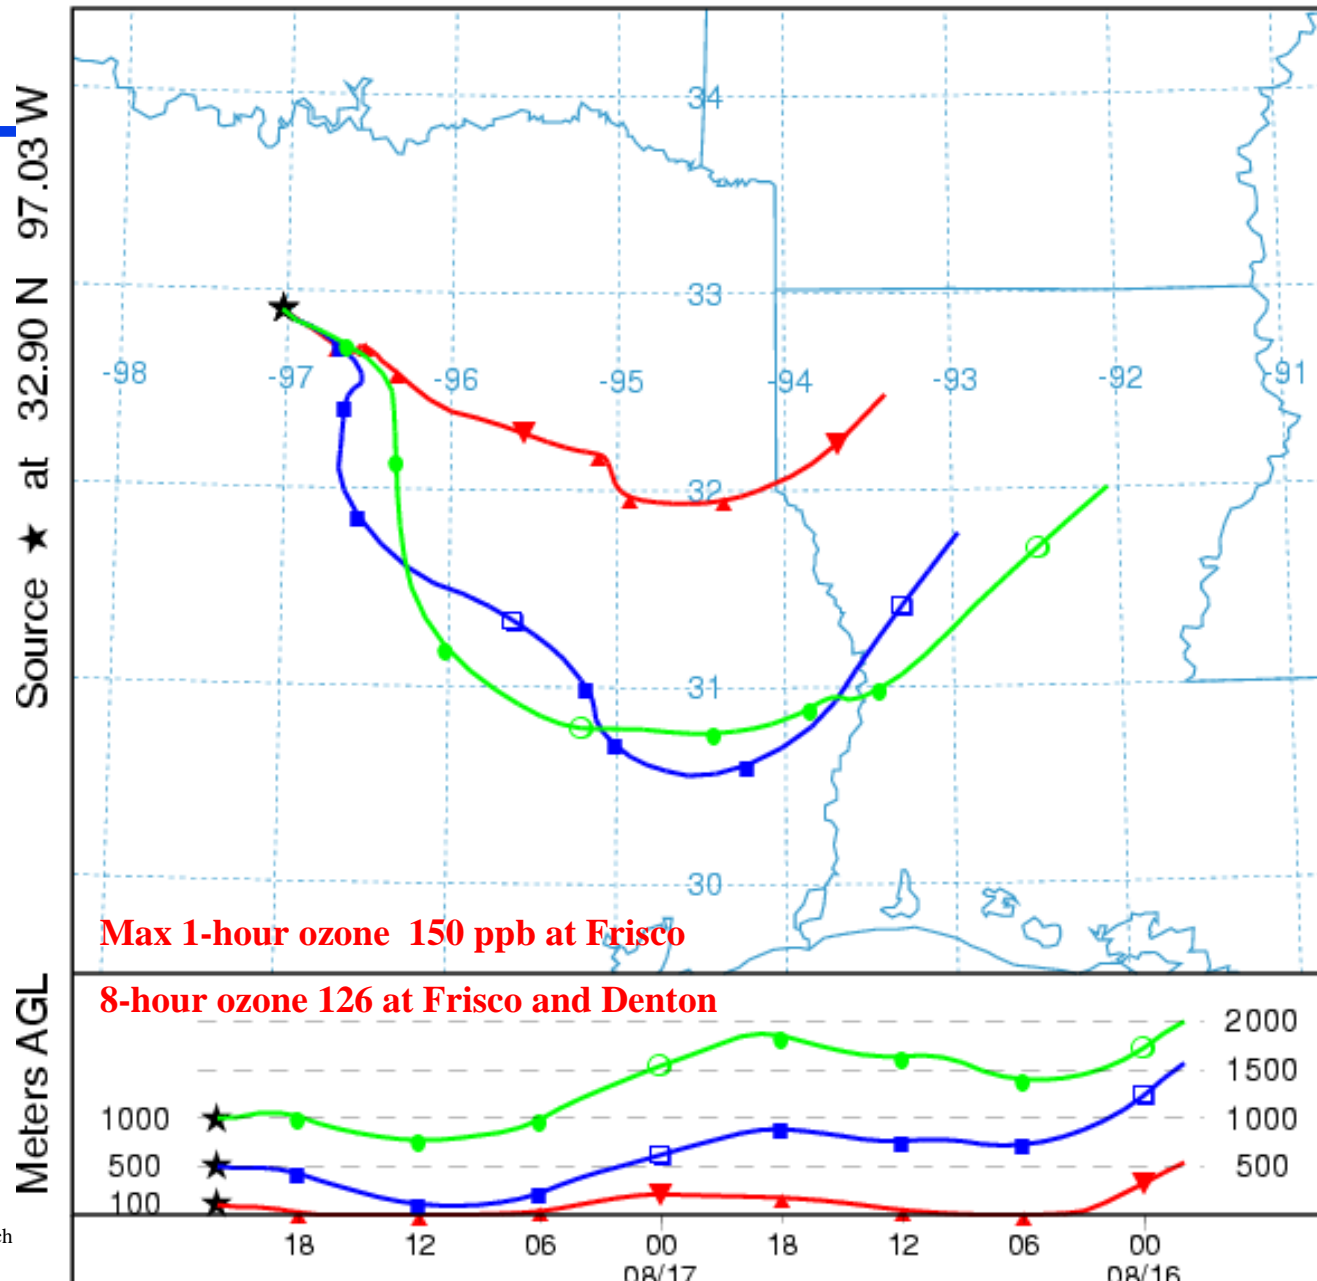 Source ★ at 32.90 N 97.03 W
34
33
-98 -97 -96 -95 -94 -93 -92 -91
32
31
30
Max 1-hour ozone 150 ppb at Frisco
8-hour ozone 126 at Frisco and Denton
Meters AGL
2000
1500
1000 1000
500 500
100
18 12 06 00 18 12 06 00
08/17 08/16